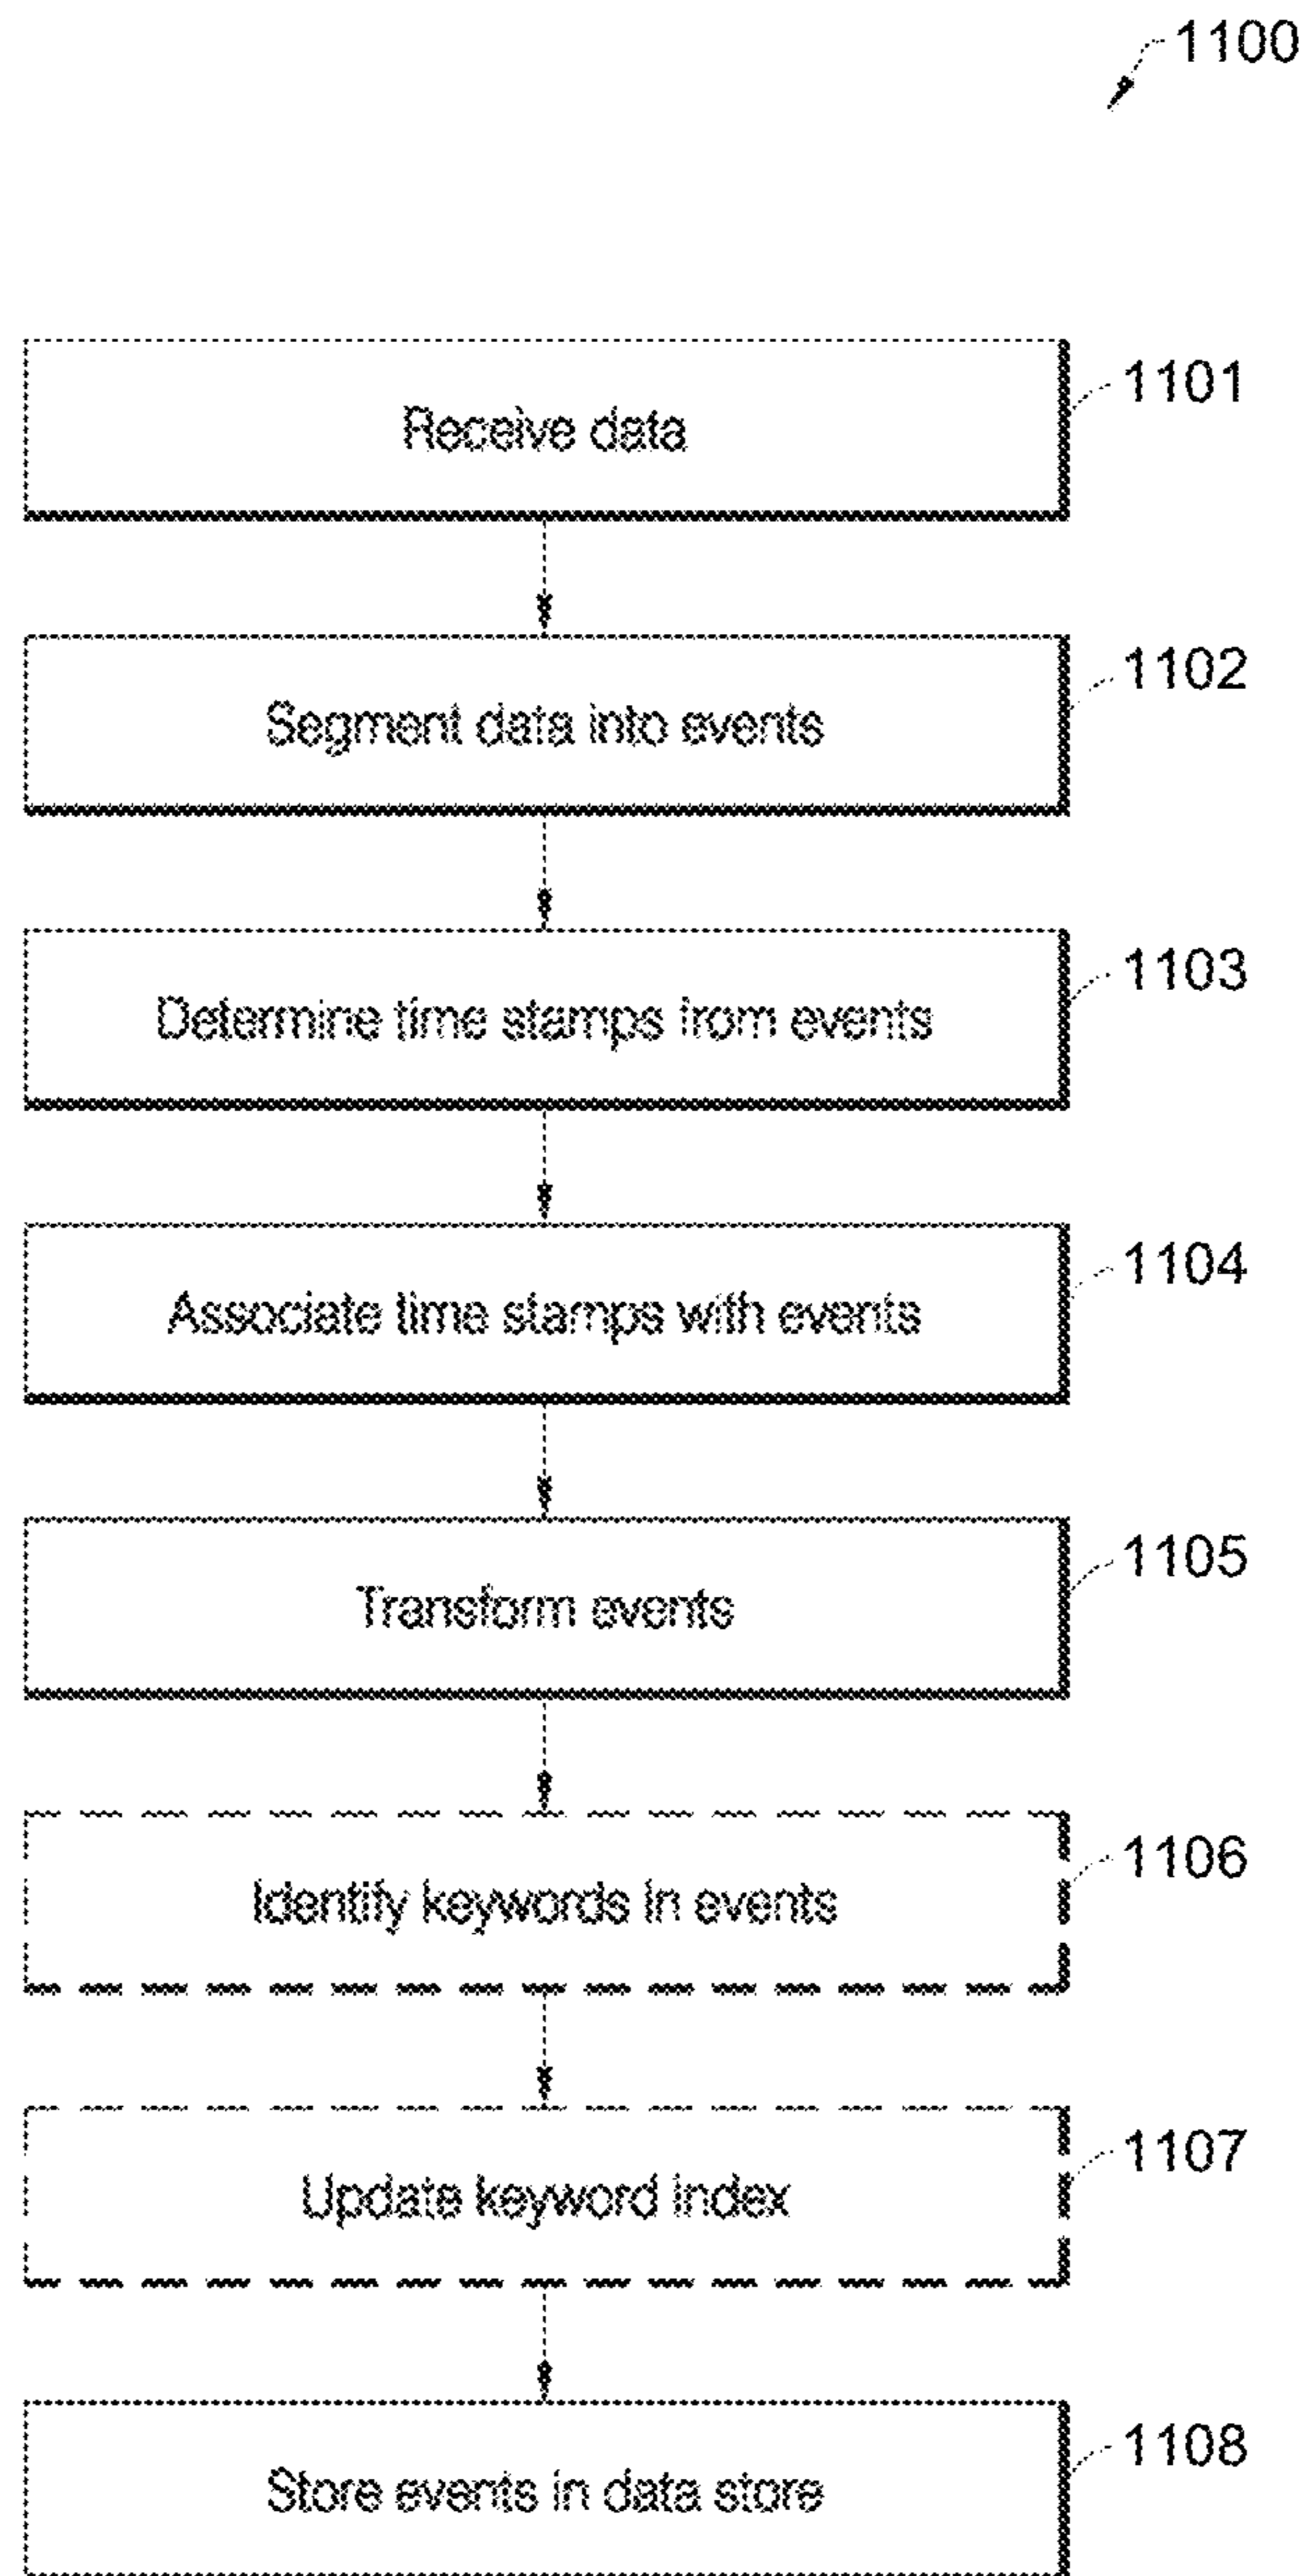 1100
Receive data
1101
Segment data into events
1102
Determine time stamps from events
1103
Associate time stamps with events
1104
Transform events
1105
Identify keywords in events
1106
Update keyword index
1107
Store events in data store
1108